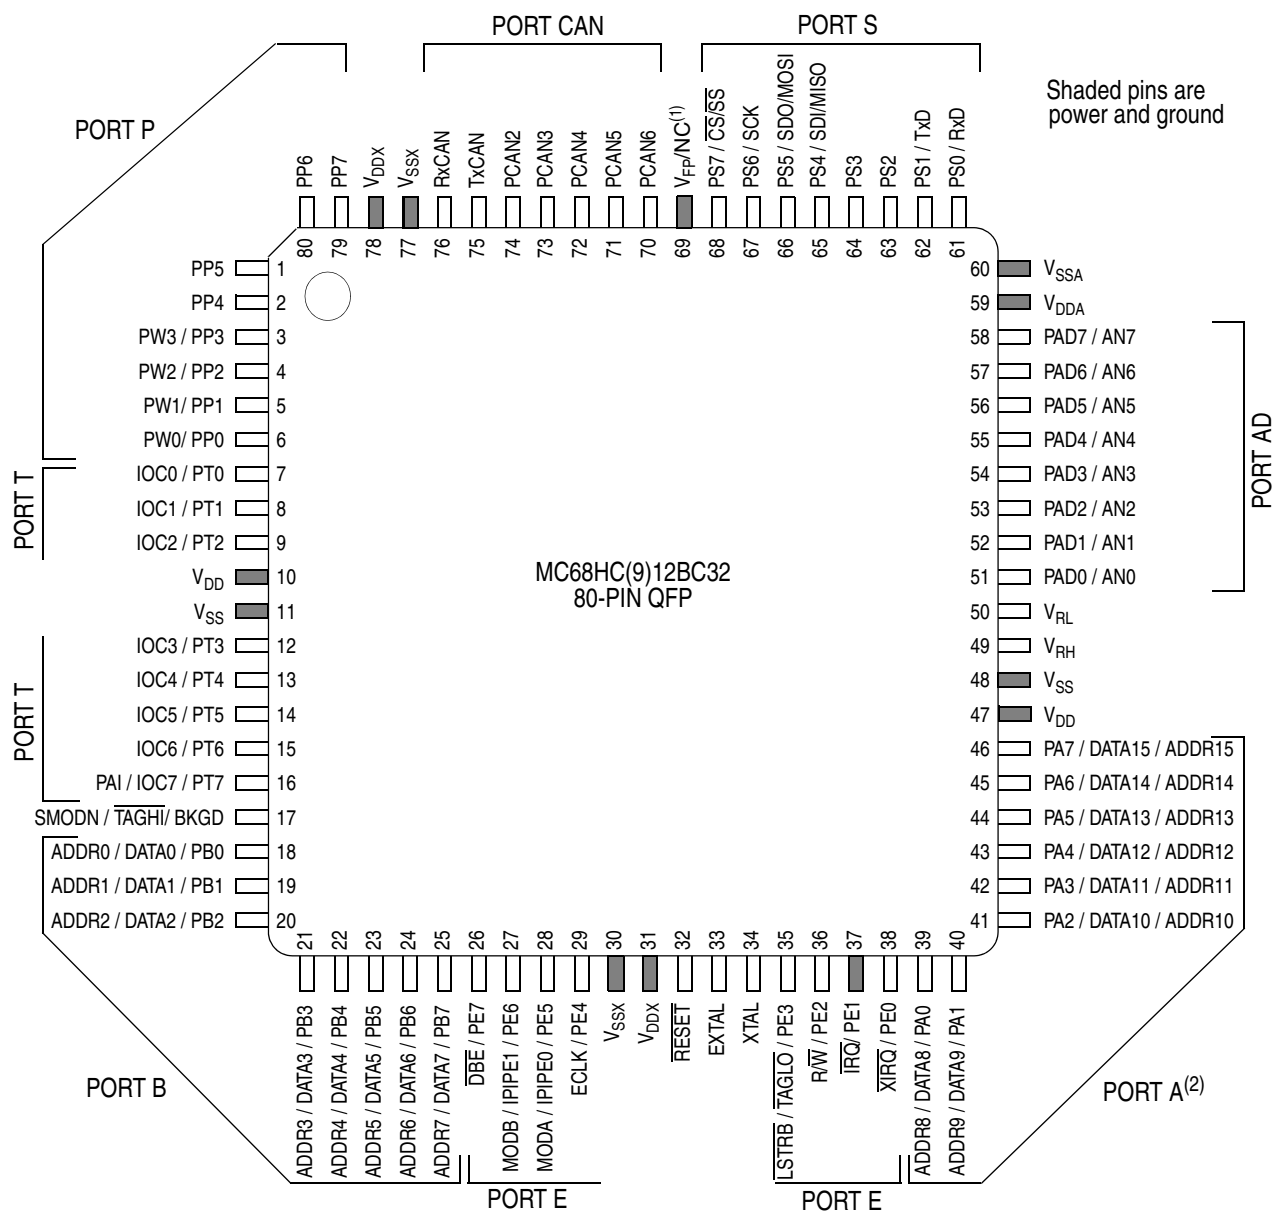 PORT CAN
PORT S
PORT P
Shaded pins are
power and ground
PP6
PP7
VDDX
VSSX
RxCAN
TxCAN
PCAN2
PCAN3
PCAN4
PCAN5
PCAN6
VFP/NC(1)
PS7 / CS/SS
PS6 / SCK
PS5 / SDO/MOSI
PS4 / SDI/MISO
PS3
PS2
PS1 / TxD
PS0 / RxD
80
79
78
77
76
75
74
73
72
71
70
69
68
67
66
65
64
63
62
61
PP5 1
PP4 2
PW3 / PP3 3
PW2 / PP2 4
PW1/ PP1 5
PW0/ PP0 6
PORT T
IOC0 / PT0 7
IOC1 / PT1 8
IOC2 / PT2 9
VDD 10
VSS 11
PORT T
IOC3 / PT3 12
IOC4 / PT4 13
IOC5 / PT5 14
IOC6 / PT6 15
PAI / IOC7 / PT7 16
SMODN / TAGHI/ BKGD 17
ADDR0 / DATA0 / PB0 18
ADDR1 / DATA1 / PB1 19
ADDR2 / DATA2 / PB2 20
MC68HC(9)12BC32
80-PIN QFP
60 VSSA
59 VDDA
58 PAD7 / AN7
57 PAD6 / AN6
56 PAD5 / AN5
55 PAD4 / AN4
54 PAD3 / AN3
53 PAD2 / AN2
52 PAD1 / AN1
51 PAD0 / AN0
PORT AD
50 VRL
49 VRH
48 VSS
47 VDD
46 PA7 / DATA15 / ADDR15
45 PA6 / DATA14 / ADDR14
44 PA5 / DATA13 / ADDR13
43 PA4 / DATA12 / ADDR12
42 PA3 / DATA11 / ADDR11
41 PA2 / DATA10 / ADDR10
21
22
23
24
25
26
27
28
29
30
31
32
33
34
35
36
37
38
39
40
ADDR3 / DATA3 / PB3
ADDR4 / DATA4 / PB4
ADDR5 / DATA5 / PB5
ADDR6 / DATA6 / PB6
ADDR7 / DATA7 / PB7
DBE / PE7
MODB / IPIPE1 / PE6
MODA / IPIPE0 / PE5
ECLK / PE4
VSSX
VDDX
RESET
EXTAL
XTAL
LSTRB / TAGLO / PE3
R/W / PE2
IRQ/ PE1
XIRQ / PE0
ADDR8 / DATA8 / PA0
ADDR9 / DATA9 / PA1
PORT B
PORT A(2)
PORT E
PORT E